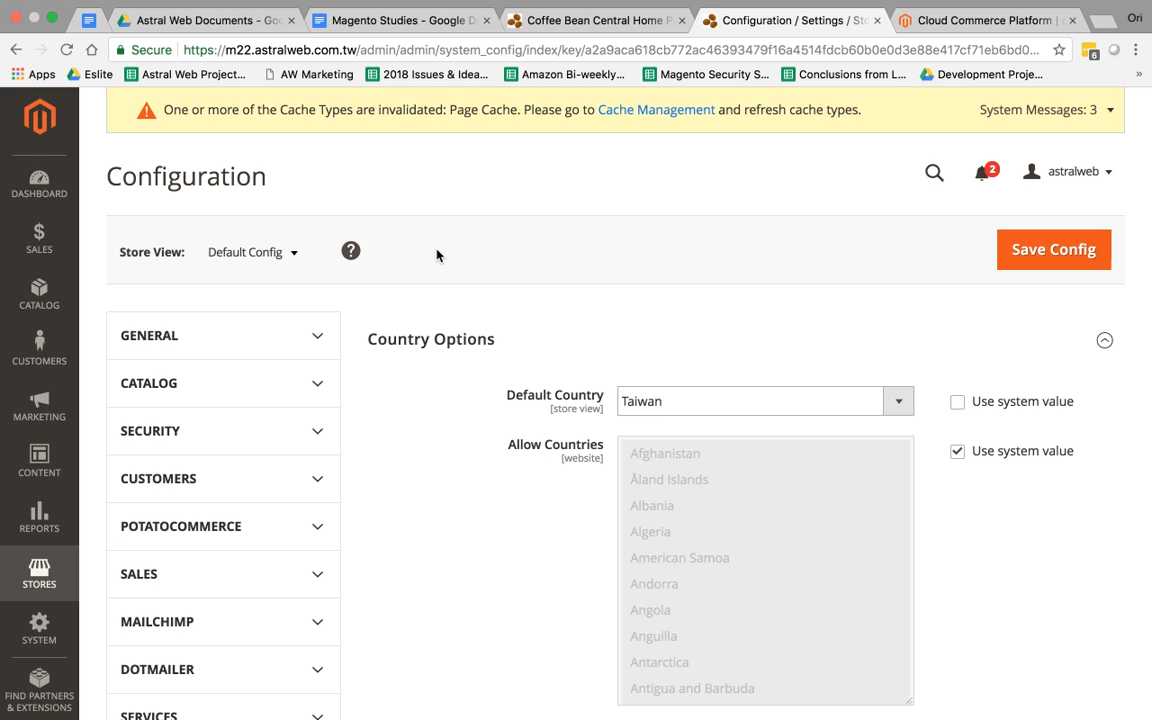 Astral Web Documents - Goo
Magento Studies - Google D
Coffee Bean Central Home P
Configuration / Settings / Sto
Cloud Commerce Platform | e
Ori
Secure
https://m22.astralweb.com.tw/admin/admin/system_config/index/key/a2a9aca618cb772ac46393479f16a4514fdcb60b0e0d3e88e417cf71eb6bd0...
6
Apps
Eslite
Astral Web Project...
AW Marketing
2018 Issues & Idea...
Amazon Bi-weekly...
Magento Security S...
Conclusions from L...
Development Proje...
»
One or more of the Cache Types are invalidated: Page Cache. Please go to Cache Management and refresh cache types.
System Messages: 3
Configuration
2
astralweb
Store View:
Default Config
?
Save Config
DASHBOARD
$
SALES
CATALOG
CUSTOMERS
MARKETING
CONTENT
REPORTS
STORES
SYSTEM
FIND PARTNERS
& EXTENSIONS
GENERAL
CATALOG
SECURITY
CUSTOMERS
POTATOCOMMERCE
SALES
MAILCHIMP
DOTMAILER
SERVICES
Country Options
Default Country
[store view]
Taiwan
Use system value
Allow Countries
[website]
Use system value
Afghanistan
Åland Islands
Albania
Algeria
American Samoa
Andorra
Angola
Anguilla
Antarctica
Antigua and Barbuda